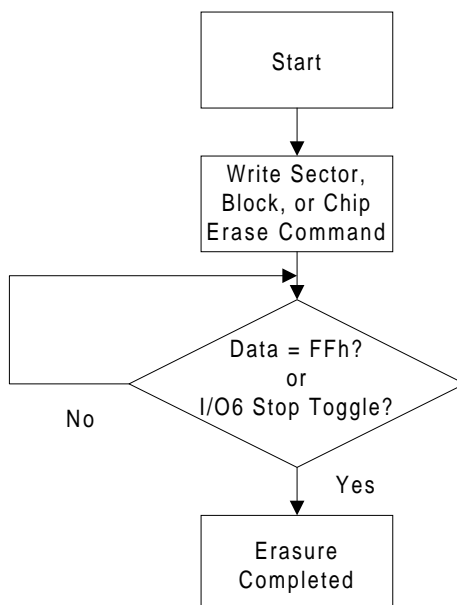 Start
Write Sector,
Block, or Chip
Erase Command
Data = FFh?
or
I/O6 Stop Toggle?
No
Yes
Erasure
Completed